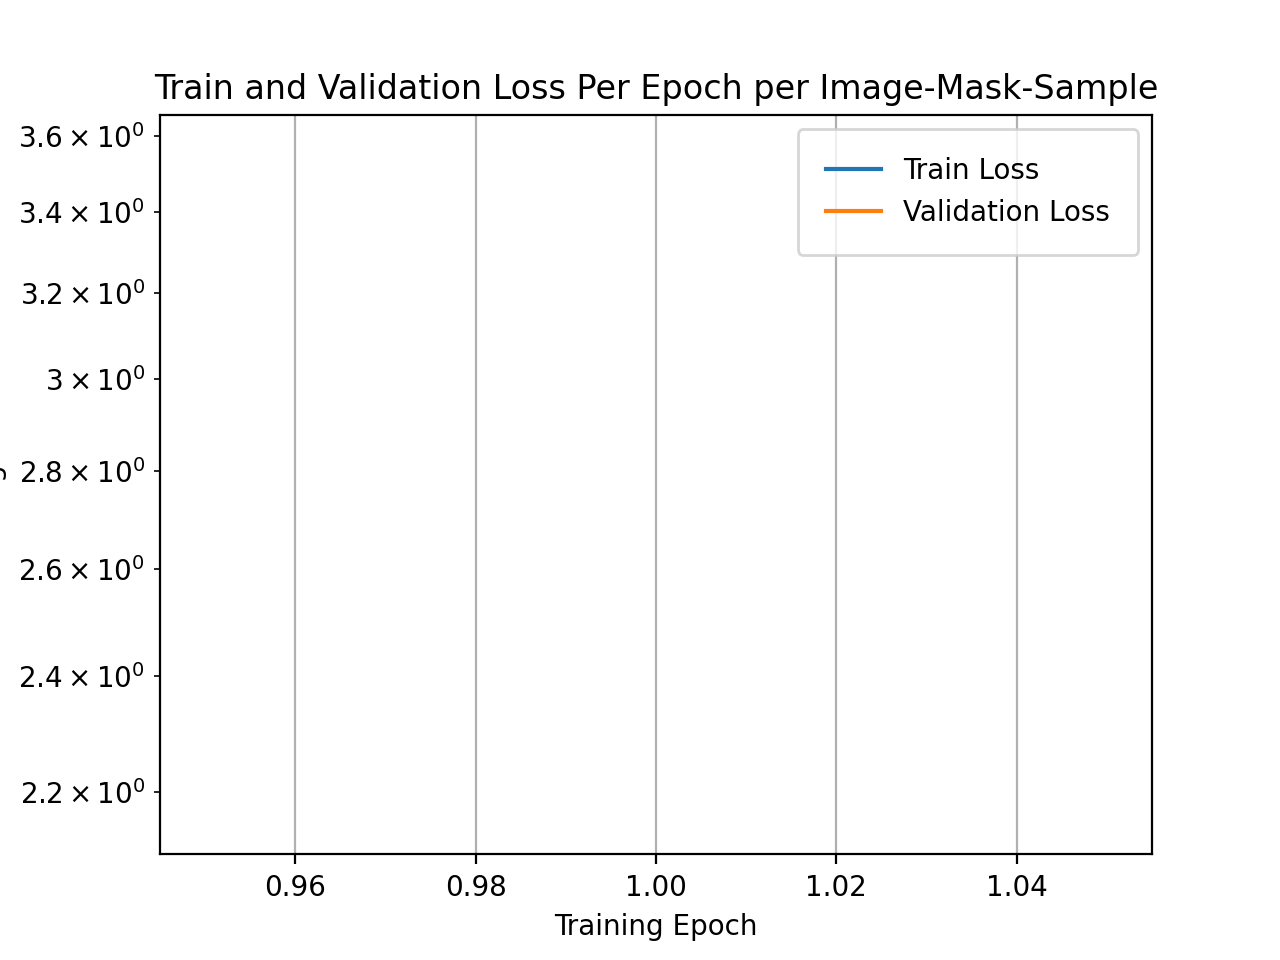 Train and Validation Loss Per Epoch per Image-Mask-Sample
3.6 × 10⁰
3.4 × 10⁰
3.2 × 10⁰
3 × 10⁰
2.8 × 10⁰
2.6 × 10⁰
2.4 × 10⁰
2.2 × 10⁰
Train Loss
Validation Loss
0.96 0.98 1.00 1.02 1.04
Training Epoch